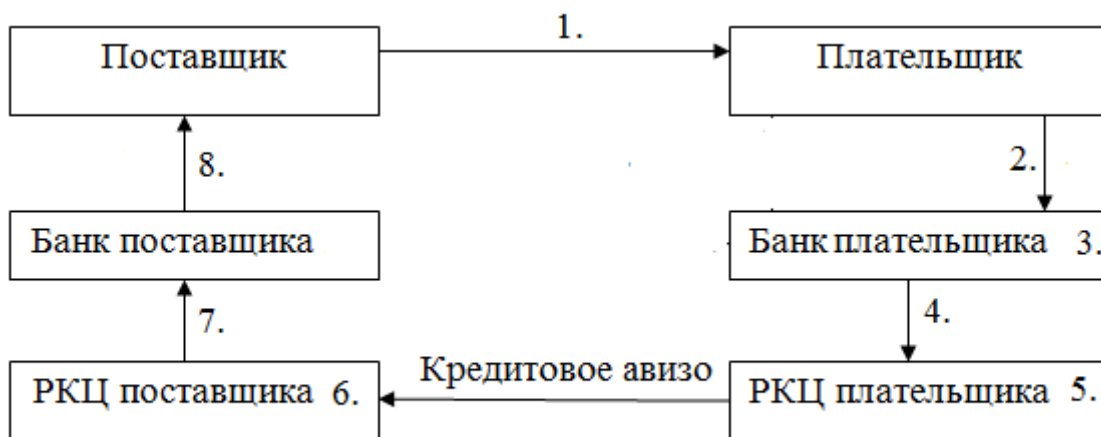 1.
Поставщик
Плательщик
8.
2.
Банк поставщика
Банк плательщика 3.
7.
4.
Кредитовое авизо
РКЦ поставщика 6.
РКЦ плательщика 5.